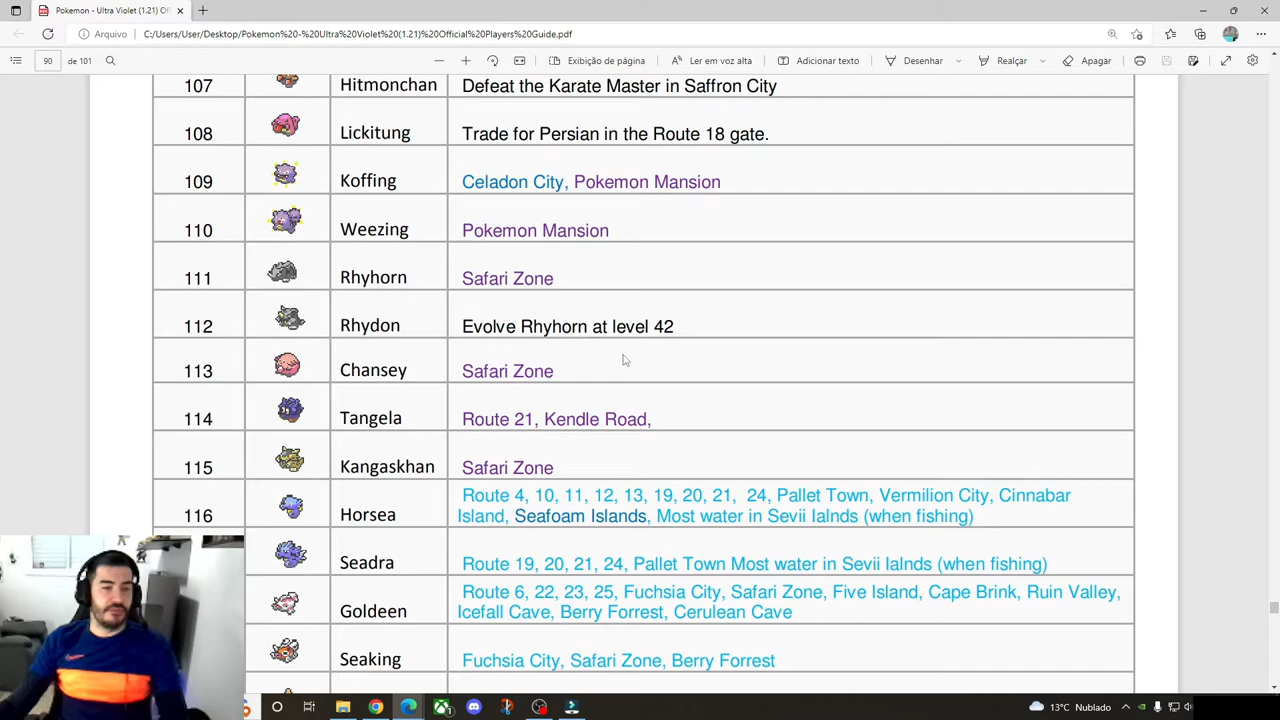 Pokemon - Ultra Violet (1.21) Of
Arquivo
C:/Users/User/Desktop/Pokemon%20-%20Ultra%20Violet%20(1.21)%20Official%20Players%20Guide.pdf
90 de 101
Exibição de página
Ler em voz alta
Adicionar texto
Desenhar
Realçar
Apagar
107 Hitmonchan Defeat the Karate Master in Saffron City
108 Lickitung Trade for Persian in the Route 18 gate.
109 Koffing Celadon City, Pokemon Mansion
110 Weezing Pokemon Mansion
111 Rhyhorn Safari Zone
112 Rhydon Evolve Rhyhorn at level 42
113 Chansey Safari Zone
114 Tangela Route 21, Kendle Road,
115 Kangaskhan Safari Zone
116 Horsea Route 4, 10, 11, 12, 13, 19, 20, 21, 24, Pallet Town, Vermilion City, Cinnabar
Island, Seafoam Islands, Most water in Sevii Ialnds (when fishing)
Seadra Route 19, 20, 21, 24, Pallet Town Most water in Sevii Ialnds (when fishing)
Goldeen Route 6, 22, 23, 25, Fuchsia City, Safari Zone, Five Island, Cape Brink, Ruin Valley,
Icefall Cave, Berry Forrest, Cerulean Cave
Seaking Fuchsia City, Safari Zone, Berry Forrest
13°C Nublado